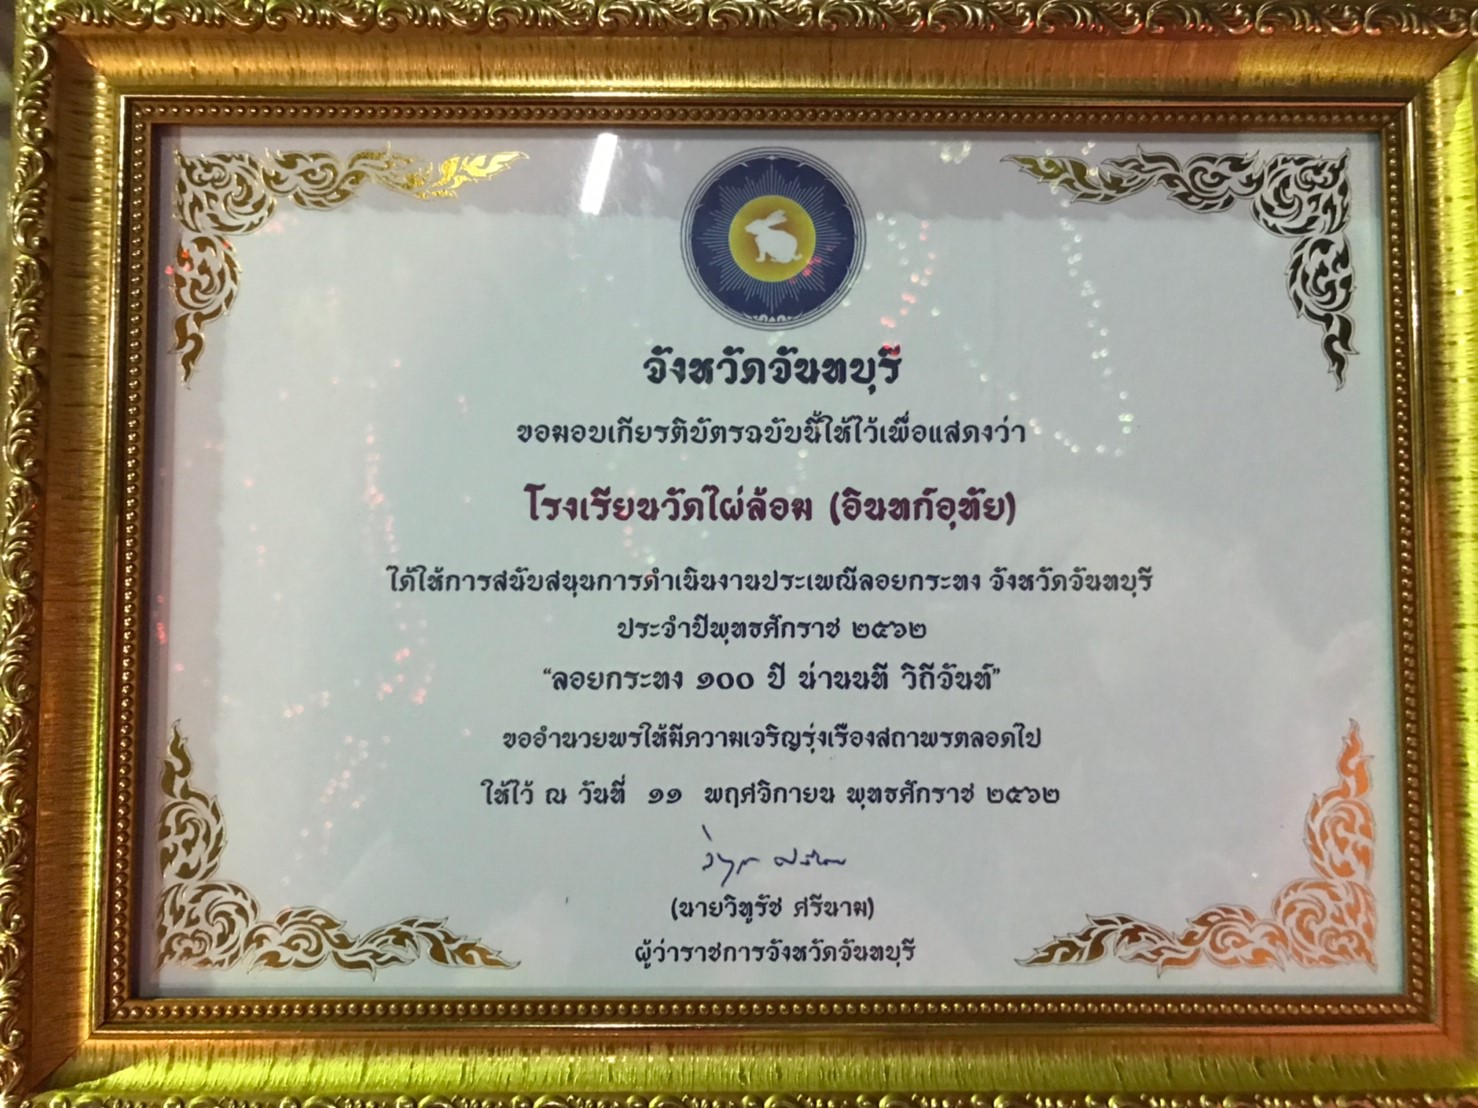 จังหวัดจันทบุรี
ขอมอบเกียรติบัตรฉบับนี้ให้ไว้เพื่อแสดงว่า
โรงเรียนวัดไผ่ล้อม (อินทก์อุทัย)
ได้ให้การสนับสนุนการดำเนินงานประเพณีลอยกระทง จังหวัดจันทบุรี
ประจำปีพุทธศักราช ๒๕๖๒
“ลอยกระทง ๑๐๐ ปี น่านนที วิถีจันท์”
ขออำนวยพรให้มีความเจริญรุ่งเรืองสถาพรตลอดไป
ให้ไว้ ณ วันที่ ๑๑ พฤศจิกายน พุทธศักราช ๒๕๖๒
(นายวิทูรัช ศรีนาม)
ผู้ว่าราชการจังหวัดจันทบุรี